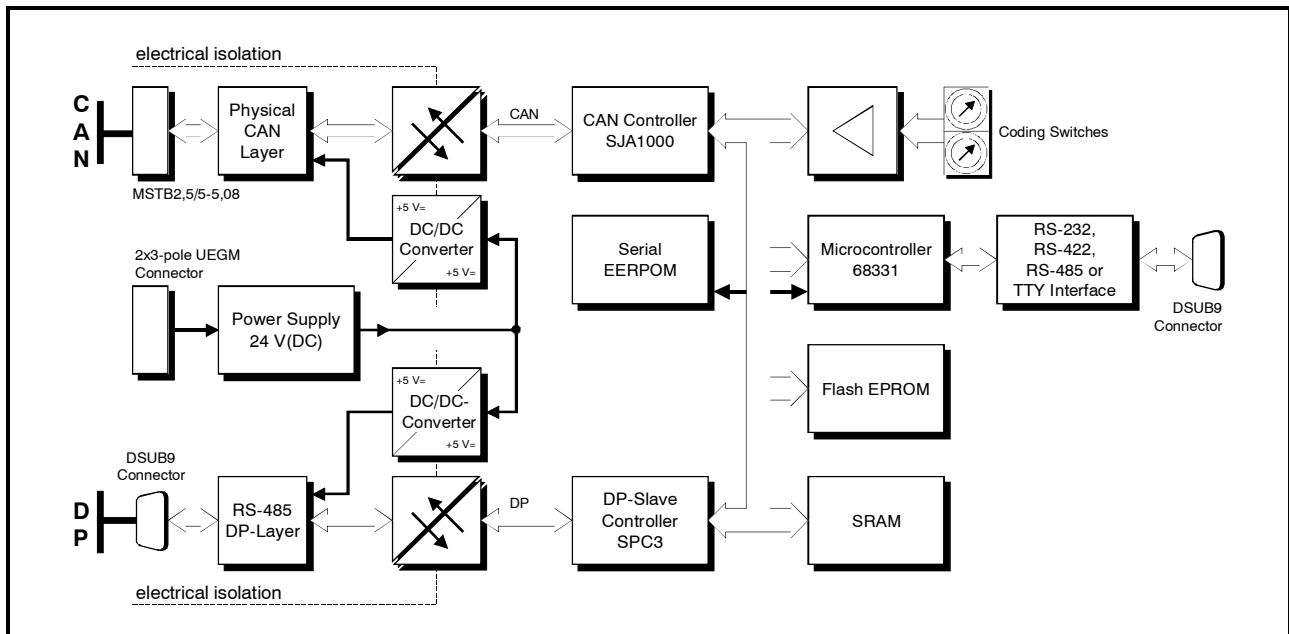 electrical isolation
C
A
N
MSTB2,5/5-5,08
Physical
CAN
Layer
CAN
CAN Controller
SJA1000
Coding Switches
+5 V=
DC/DC
Converter
+5 V=
2x3-pole UEGM
Connector
Power Supply
24 V(DC)
Serial
EERPOM
Microcontroller
68331
RS-232,
RS-422,
RS-485 or
TTY Interface
DSUB9
Connector
+5 V=
DC/DC-
Converter
+5 V=
Flash EPROM
DSUB9
Connector
D
P
RS-485
DP-Layer
DP
DP-Slave
Controller
SPC3
SRAM
electrical isolation